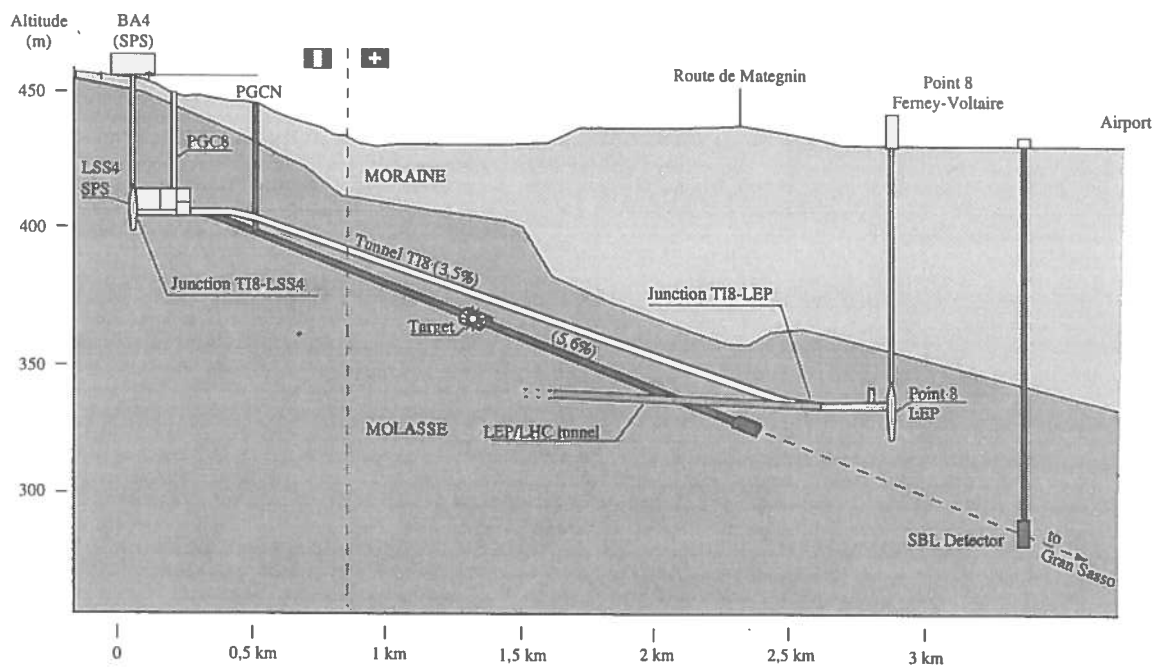 Altitude
(m)
BA4
(SPS)
450
400
350
300
PGCN
PGC8
LSS4
SPS
Route de Mategnin
Point 8
Ferney-Voltaire
Airport
MORAINE
Tunnel TI8 (3,5%)
Junction TI8-LSS4
Junction TI8-LEP
Target
(5,6%)
Point 8
LEP
MOLASSE
LEP/LHC tunnel
SBL Detector
to
Gran Sasso
0
0,5 km
1 km
1,5 km
2 km
2,5 km
3 km